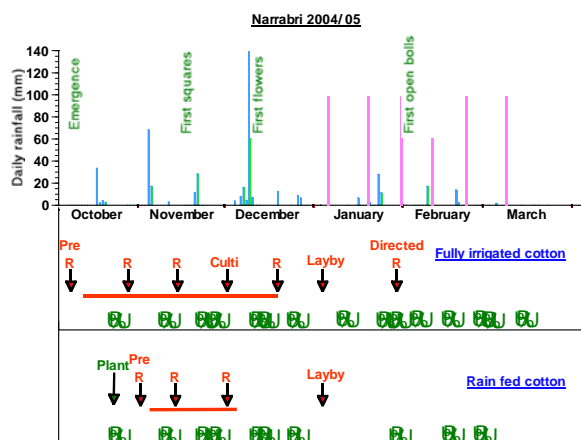 Narrabri 2004/05
Daily rainfall (mm)
140
120
100
80
60
40
20
0
Emergence
First squares
First flowers
First open bolls
October November December January February March
Fully irrigated cotton
Pre
R R R Culti R Layby Directed
R
Rain fed cotton
Plant Pre
R R R Layby